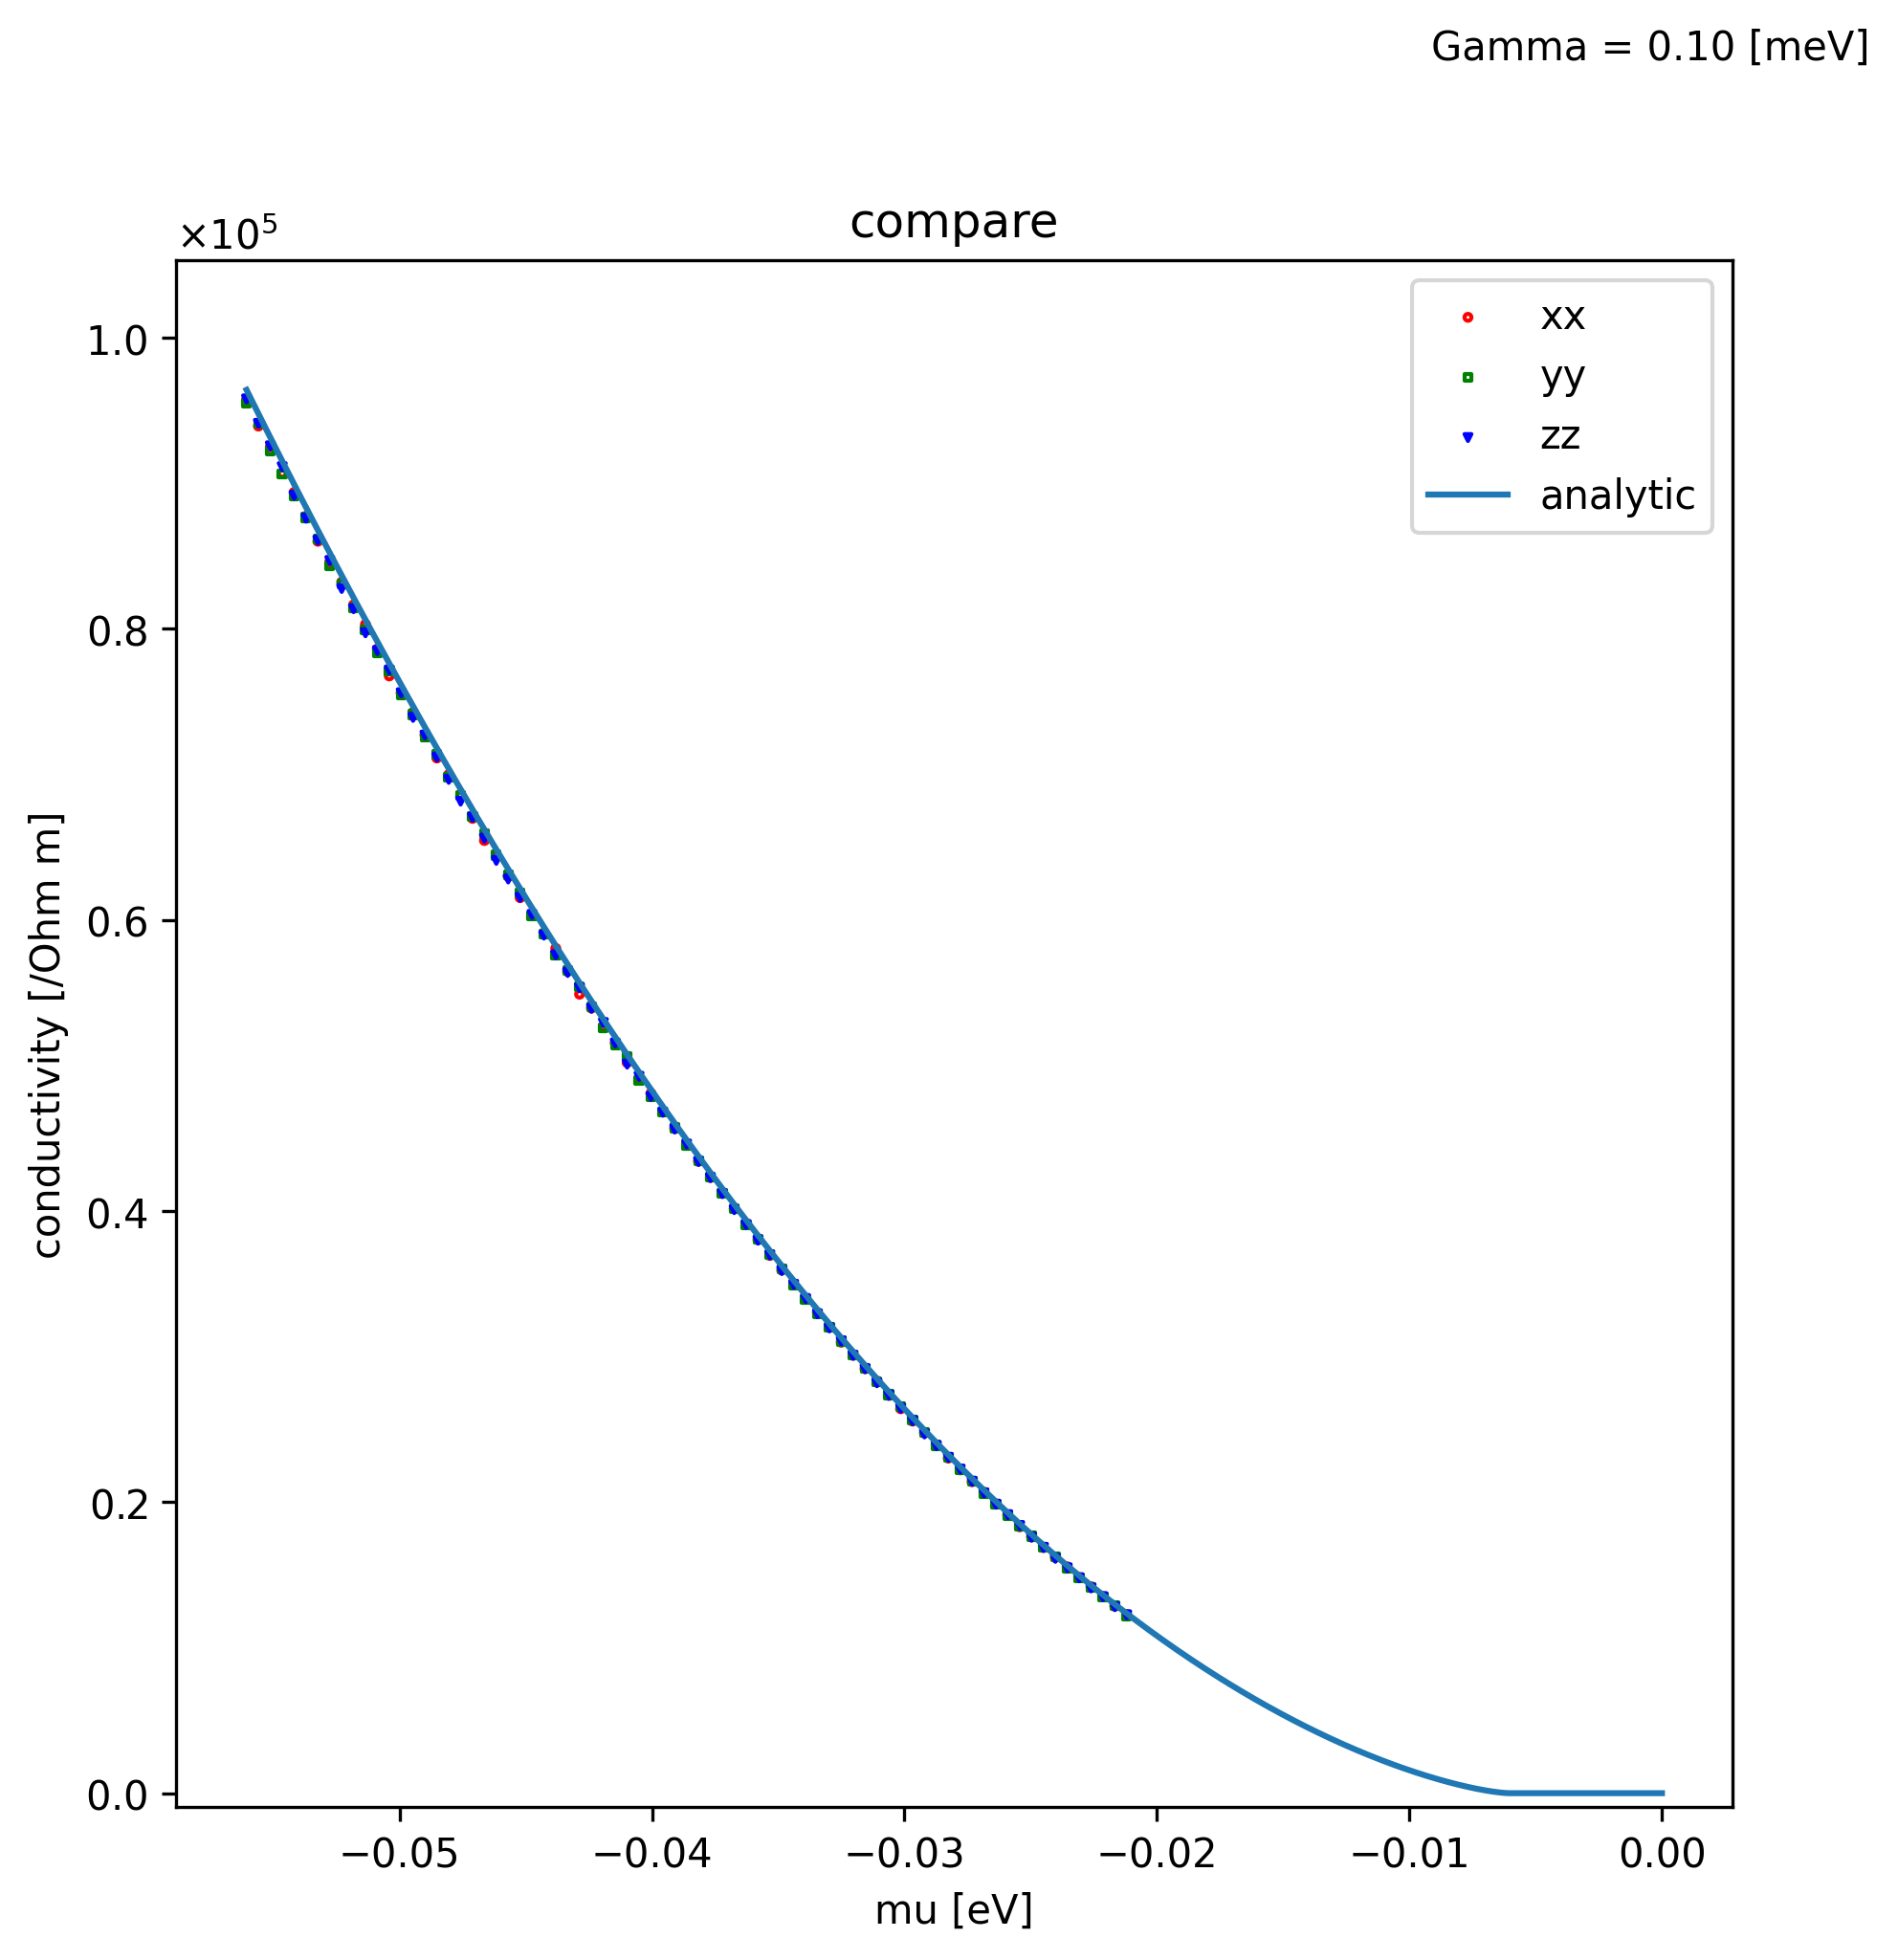 Gamma = 0.10 [meV]
compare
×10⁵
1.0
0.8
0.6
0.4
0.2
0.0
conductivity [/Ohm m]
xx
yy
zz
analytic
−0.05 −0.04 −0.03 −0.02 −0.01 0.00
mu [eV]